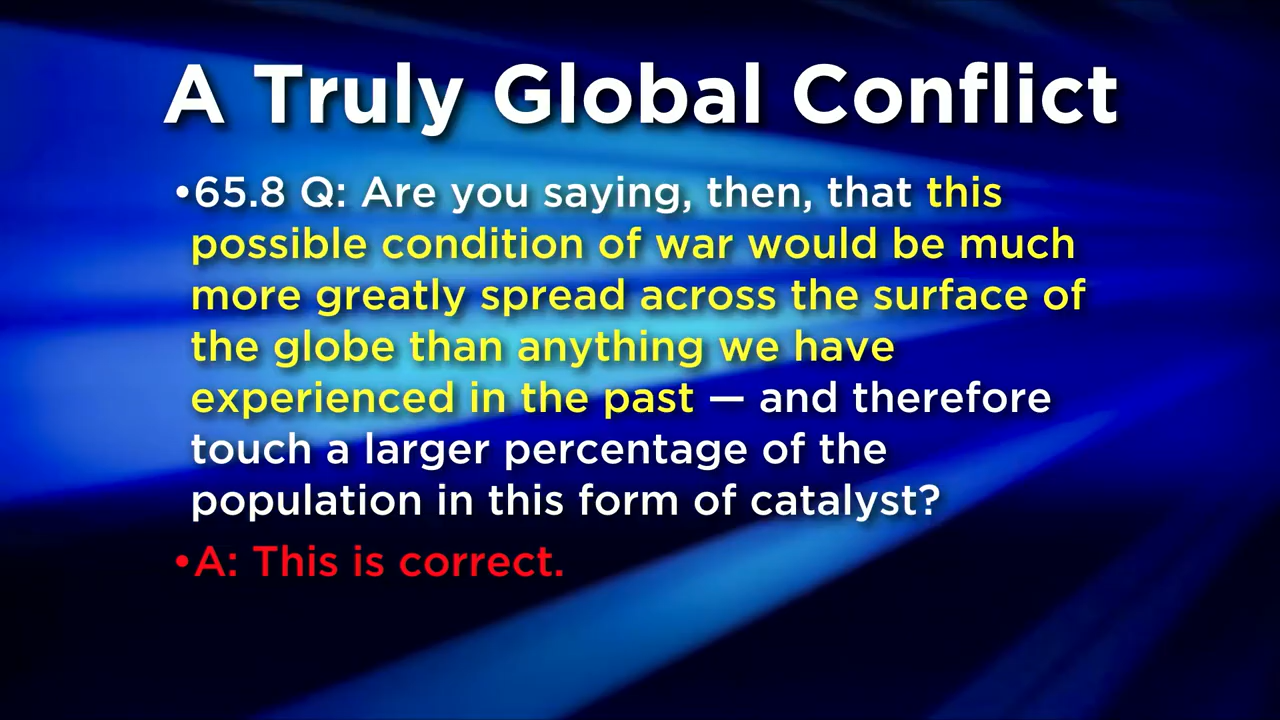 A Truly Global Conflict
•65.8 Q: Are you saying, then, that this
possible condition of war would be much
more greatly spread across the surface of
the globe than anything we have
experienced in the past — and therefore
touch a larger percentage of the
population in this form of catalyst?
•A: This is correct.